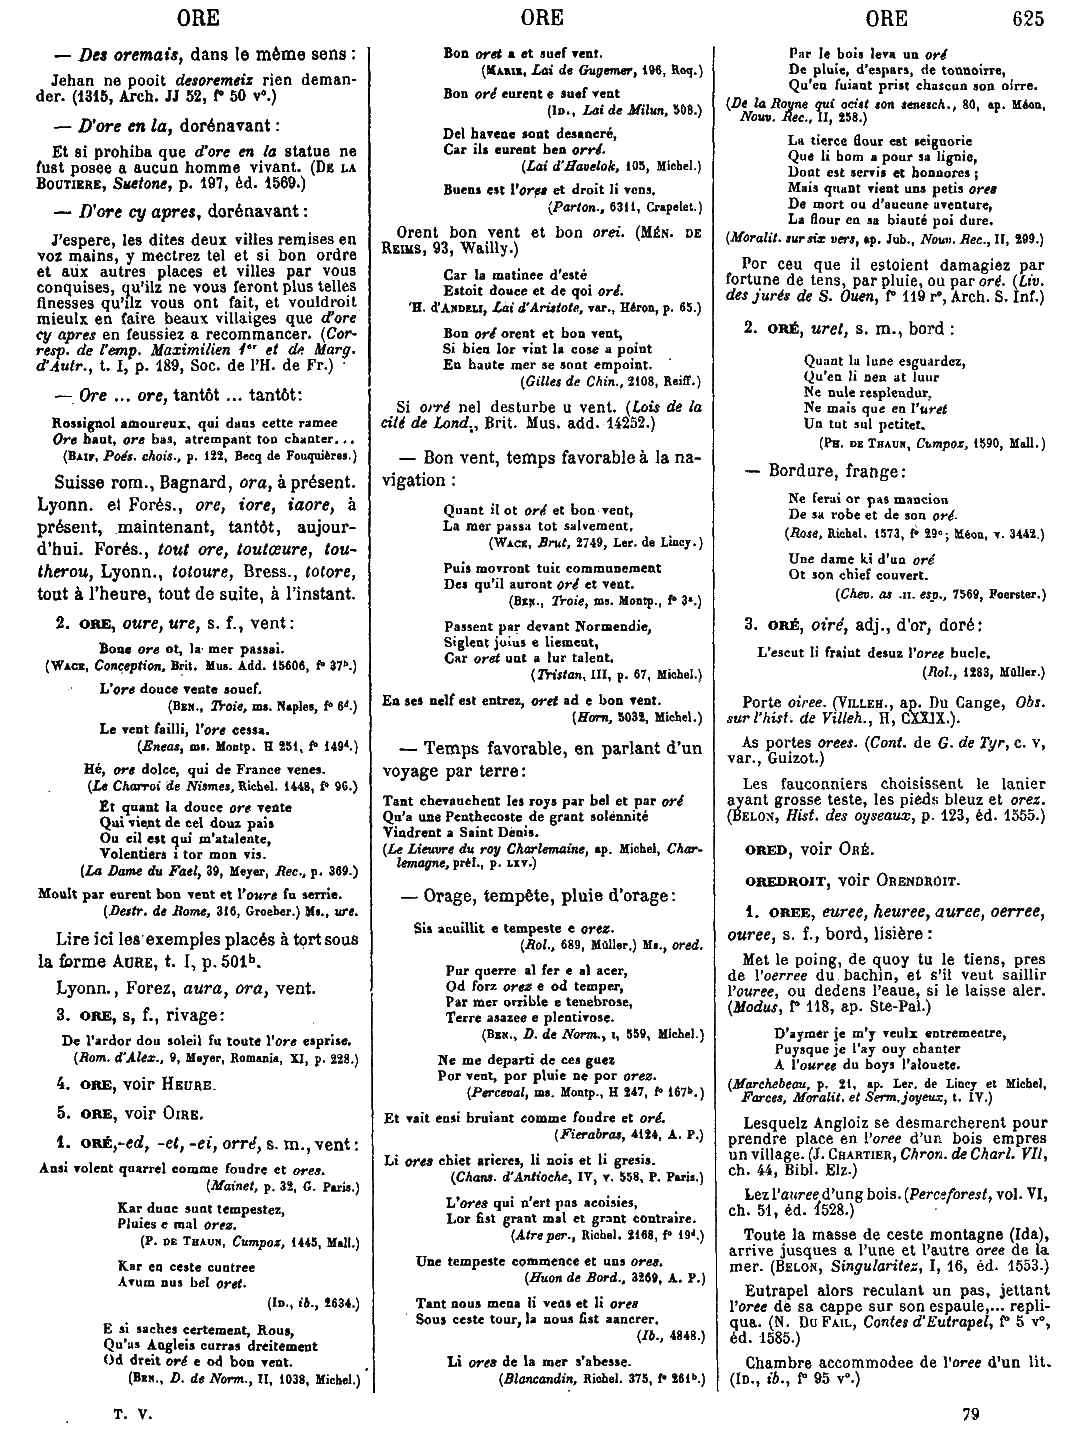 ORE
ORE
ORE 625
— Des oremais, dans le même sens :
Jehan ne pooit desoremeiz rien deman-
der. (1315, Arch. JJ 52, f° 50 v°.)
— D'ore en la, dorénavant :
Et si prohiba que d'ore en la statue ne
fust posee a aucun homme vivant. (DE LA
BOUTIERE, Suetone, p. 197, éd. 1569.)
— D'ore cy apres, dorénavant :
J'espere, les dites deux villes remises en
voz mains, y mectrez tel et si bon ordre
et aux autres places et villes par vous
conquises, qu'ilz ne vous feront plus telles
finesses qu'ilz vous ont fait, et vouldroit
mieulx en faire beaux villaiges que d'ore
cy apres en feussiez a recommancer. (Cor-
resp. de l'emp. Maximilien 1er et de Marg.
d'Autr., t. I, p. 189, Soc. de l'H. de Fr.)
— Ore ... ore, tantôt ... tantôt :
Rossignol amoureux, qui dans cette ramee
Ore haut, ore bas, atrempant ton chanter...
(BAIF, Poés. chois., p. 122, Becq de Fouquières.)
Suisse rom., Bagnard, ora, à présent.
Lyonn. et Forés., ore, iore, iaore, à
présent, maintenant, tantôt, aujour-
d'hui. Forés., tout ore, toutœure, tou-
therou, Lyonn., totoure, Bress., totore,
tout à l'heure, tout de suite, à l'instant.
2. ORE, oure, ure, s. f., vent :
Bone ore ot, la mer passai.
(WACE, Conception, Brit. Mus. Add. 15606, f° 37b.)
L'ore douce vente souef.
(BEN., Troie, ms. Naples, f° 6d.)
Le vent failli, l'ore cessa.
(Eneas, ms. Montp. H 251, f° 149d.)
Hé, ore dolce, qui de France venes.
(Le Charroi de Nismes, Richel. 1448, f° 96.)
Et quant la douce ore vente
Qui vient de cel douz pais
Ou cil est qui m'atalente,
Volentiers i tor mon vis.
(La Dame du Fael, 39, Meyer, Rec., p. 369.)
Moult par eurent bon vent et l'oure fu serrie.
(Destr. de Rome, 316, Groeber.) Ms., ure.
Lire ici les exemples placés à tort sous
la forme AURE, t. I, p. 501b.
Lyonn., Forez, aura, ora, vent.
3. ORE, s, f., rivage :
De l'ardor dou soleil fu toute l'ore esprise.
(Rom. d'Alex., 9, Meyer, Romania, XI, p. 228.)
4. ORE, voir HEURE.
5. ORE, voir OIRE.
1. ORÉ,-ed, -et, -ei, orré, s. m., vent :
Ansi volent quarrel comme foudre et ores.
(Mainet, p. 32, G. Paris.)
Kar dunc sunt tempestez,
Pluies e mal orez.
(P. DE THAUN, Cumpoz, 1445, Mall.)
Kar en ceste cuntree
Avum nus bel oret.
(ID., ib., 2634.)
E si saches certement, Rous,
Qu'us Angleis curras dreitement
Od dreit oré e od bon vent.
(BEN., D. de Norm., II, 1038, Michel.)
T. V.
Bon oret a et suef vent.
(MARIE, Lai de Gugemer, 196, Roq.)
Bon oré eurent e suef vent
(ID., Lai de Milun, 508.)
Del havene sont desancré,
Car ils eurent ben orré.
(Lai d'Havelok, 105, Michel.)
Buens est l'ores et droit li vens.
(Parton., 6311, Crapelet.)
Orent bon vent et bon orei. (MÉN. DE
REIMS, 93, Wailly.)
Car la matinee d'esté
Estoit douce et de qoi oré.
(H. d'ANDELI, Lai d'Aristote, var., Héron, p. 65.)
Bon oré orent et bon vent,
Si bien lor vint la cose a point
En haute mer se sont empoint.
(Gilles de Chin., 2108, Reiff.)
Si orré nel desturbe u vent. (Lois de la
cité de Lond., Brit. Mus. add. 14252.)
— Bon vent, temps favorable à la na-
vigation :
Quant il ot oré et bon vent,
La mer passa tot salvement.
(WACE, Brut, 2749, Ler. de Lincy.)
Puis movront tuit communement
Des qu'il auront oré et vent.
(BEN., Troie, ms. Montp., f° 3a.)
Passent par devant Normendie,
Siglent joius e liement,
Car oret unt a lur talent.
(Tristan, III, p. 67, Michel.)
En ses nelf est entrez, oret ad e bon vent.
(Horn, 5032, Michel.)
— Temps favorable, en parlant d'un
voyage par terre :
Tant chevauchent les roys par bel et par oré
Qu'a une Penthecoste de grant solennité
Vindrent a Saint Denis.
(Le Lieuvre du roy Charlemaine, ap. Michel, Char-
lemagne, préf., p. LXV.)
— Orage, tempête, pluie d'orage :
Sis acuillit e tempeste e orez.
(Rol., 689, Müller.) Ms., ored.
Pur querre al fer e al acer,
Od forz orez e od temper,
Par mer orrible e tenebrose,
Terre asazee e plentivose.
(BEN., D. de Norm., I, 559, Michel.)
Ne me departi de ces guez
Por vent, por pluie ne por orez.
(Perceval, ms. Montp., H 247, f° 167b.)
Et vait ensi bruiant comme foudre et oré.
(Fierabras, 4124, A. P.)
Li ores chiet arieres, li nois et li gresis.
(Chans. d'Antioche, IV, v. 558, P. Paris.)
L'ores qui n'ert pas acoisies,
Lor fist grant mal et grant contraire.
(Atre per., Richel. 2168, f° 19d.)
Une tempeste commence et uns ores.
(Huon de Bord., 3269, A. P.)
Tant nous mena li vens et li ores
Sous ceste tour, la nous fist aancrer.
(Ib., 4848.)
Li ores de la mer s'abesse.
(Blancandin, Richel. 375, f° 261b.)
Par le bois leva un oré
De pluie, d'espars, de tonnoirre,
Qu'en fuiant prist chascun son oirre.
(De la Royne qui ocist son senesch., 80, ap. Méon,
Nouv. Rec., II, 258.)
La tierce flour est seignorie
Que li hom a pour sa lignie,
Dont est servis et honnores ;
Mais quant vient uns petis ores
De mort ou d'aucune aventure,
La flour en sa biauté poi dure.
(Moralit. sur six vers, ap. Jub., Nouv. Rec., II, 299.)
Por ceu que il estoient damagiez par
fortune de tens, par pluie, ou par oré. (Liv.
des jurés de S. Ouen, f° 119 r°, Arch. S. Inf.)
2. ORÉ, uret, s. m., bord :
Quant la lune esguardez,
Qu'en li nen at luur
Ne nule resplendur,
Ne mais que en l'uret
Un tut sul petitet.
(PH. DE THAUN, Cumpoz, 1590, Mall.)
— Bordure, frange :
Ne ferai or pas mancion
De sa robe et de son oré.
(Rose, Richel. 1573, f° 29c; Méon, v. 3442.)
Une dame ki d'un oré
Ot son chief couvert.
(Chev. as .II. esp., 7569, Foerster.)
3. ORÉ, oiré, adj., d'or, doré :
L'escut li fraint desuz l'oree bucle.
(Rol., 1283, Müller.)
Porte oiree. (VILLEH., ap. Du Cange, Obs.
sur l'hist. de Villeh., H, CXXIX.).
As portes orees. (Cont. de G. de Tyr, c. V,
var., Guizot.)
Les fauconniers choisissent le lanier
ayant grosse teste, les pieds bleuz et orez.
(BELON, Hist. des oyseaux, p. 123, éd. 1555.)
ORED, voir ORÉ.
OREDROIT, voir ORENDROIT.
1. OREE, euree, heuree, auree, oerree,
ouree, s. f., bord, lisière :
Met le poing, de quoy tu le tiens, pres
de l'oerree du bachin, et s'il veut saillir
l'ouree, ou dedens l'eaue, si le laisse aler.
(Modus, f° 118, ap. Ste-Pal.)
D'aymer je m'y veulx entremectre,
Puysque je l'ay ouy chanter
A l'ouree du boys l'alouete.
(Marchebeau, p. 21, ap. Ler. de Lincy et Michel,
Farces, Moralit. et Serm. joyeux, t. IV.)
Lesquelz Angloiz se desmarcherent pour
prendre place en l'oree d'un bois empres
un village. (J. CHARTIER, Chron. de Charl. VII,
ch. 44, Bibl. Elz.)
Lez l'auree d'ung bois. (Perceforest, vol. VI,
ch. 51, éd. 1528.)
Toute la masse de ceste montagne (Ida),
arrive jusques a l'une et l'autre oree de la
mer. (BELON, Singularitez, I, 16, éd. 1553.)
Eutrapel alors reculant un pas, jettant
l'oree de sa cappe sur son espaule,... repli-
qua. (N. DU FAIL, Contes d'Eutrapel, f° 5 v°,
éd. 1585.)
Chambre accommodee de l'oree d'un lit.
(ID., ib., f° 95 v°.)
79